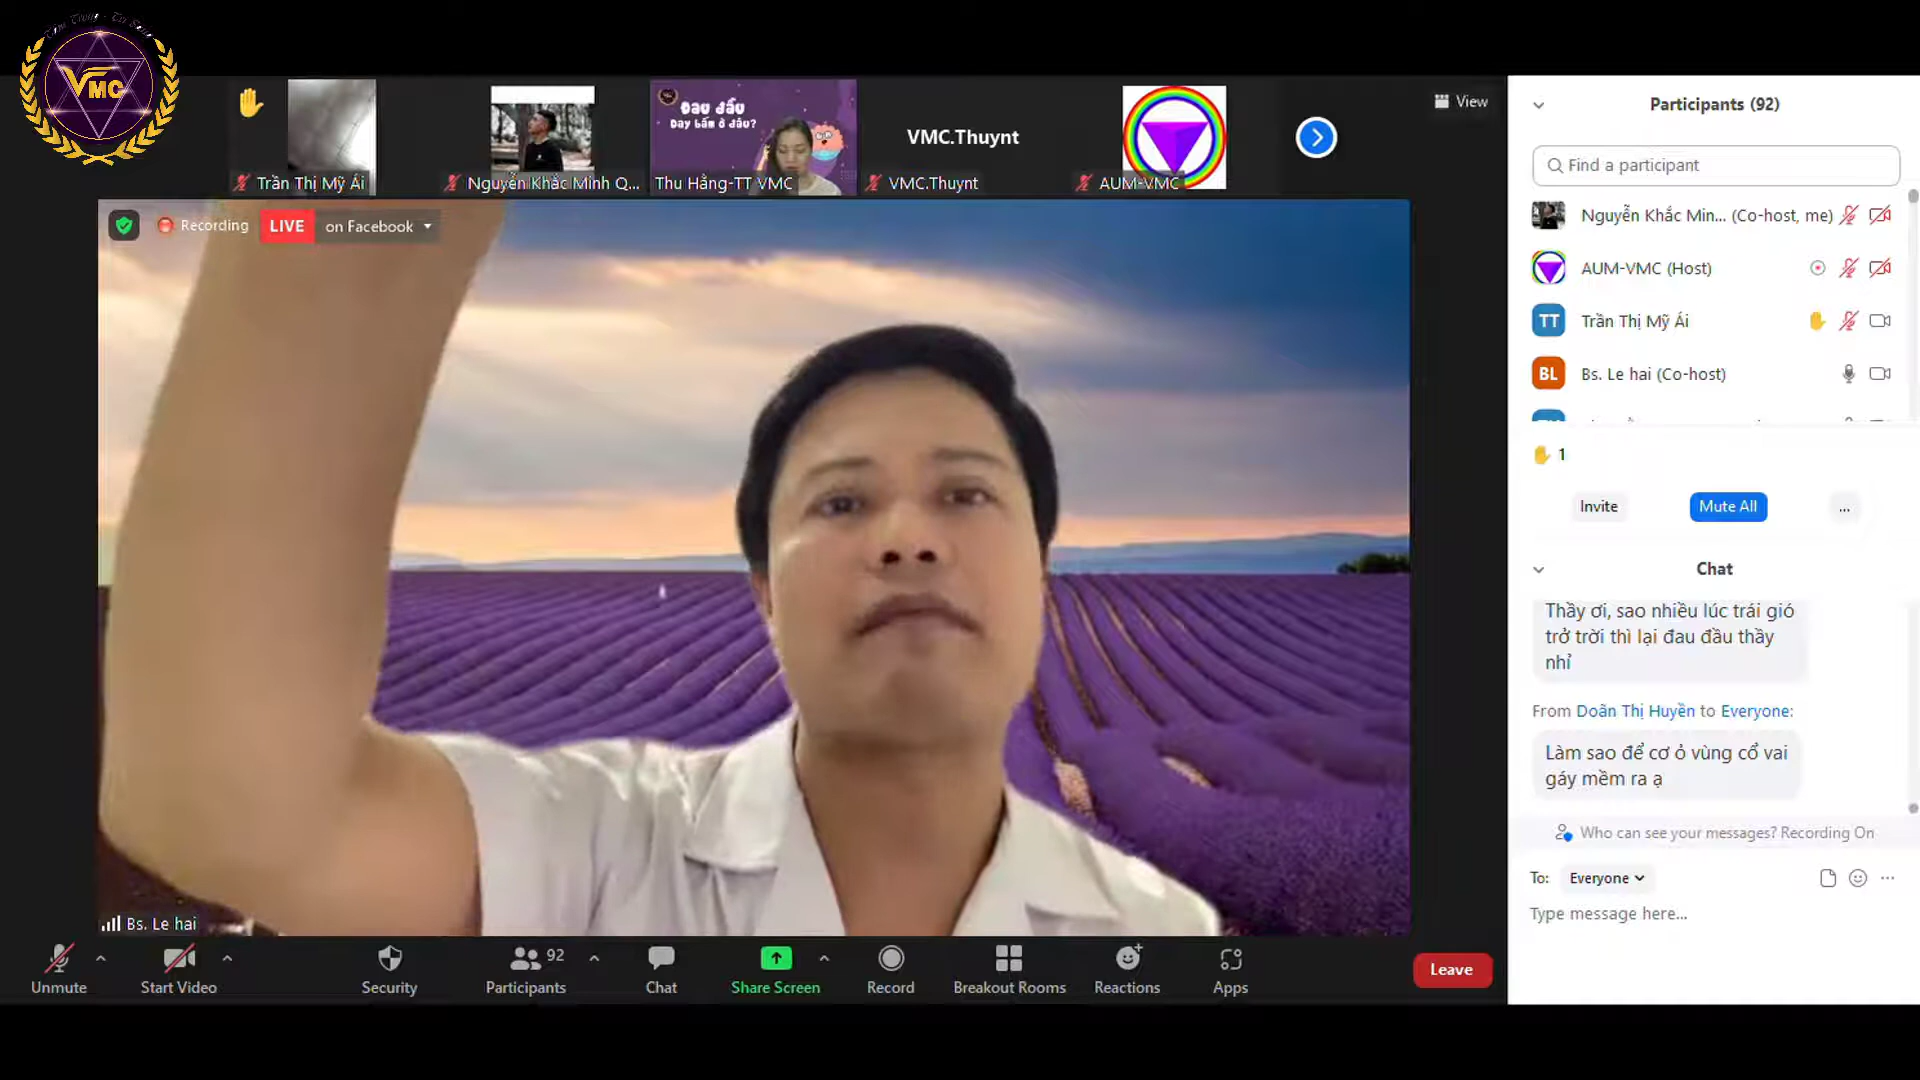 VMC
View
Đau đầu
Day bấm ở đâu?
VMC.Thuynt
Trần Thị Mỹ Ái
Nguyễn Khắc Minh Q...
Thu Hằng-TT VMC
VMC.Thuynt
AUM-VMC
Recording
LIVE
on Facebook
Bs. Le hai
Participants (92)
Find a participant
Nguyễn Khắc Min... (Co-host, me)
AUM-VMC (Host)
TT
Trần Thị Mỹ Ái
BL
Bs. Le hai (Co-host)
1
Invite
Mute All
...
Chat
Thầy ơi, sao nhiều lúc trái gió
trở trời thì lại đau đầu thầy
nhỉ
From Doãn Thị Huyền to Everyone:
Làm sao để cơ ở vùng cổ vai
gáy mềm ra ạ
Who can see your messages? Recording On
To:
Everyone
Type message here...
Unmute
Start Video
Security
92
Participants
Chat
Share Screen
Record
Breakout Rooms
Reactions
Apps
Leave